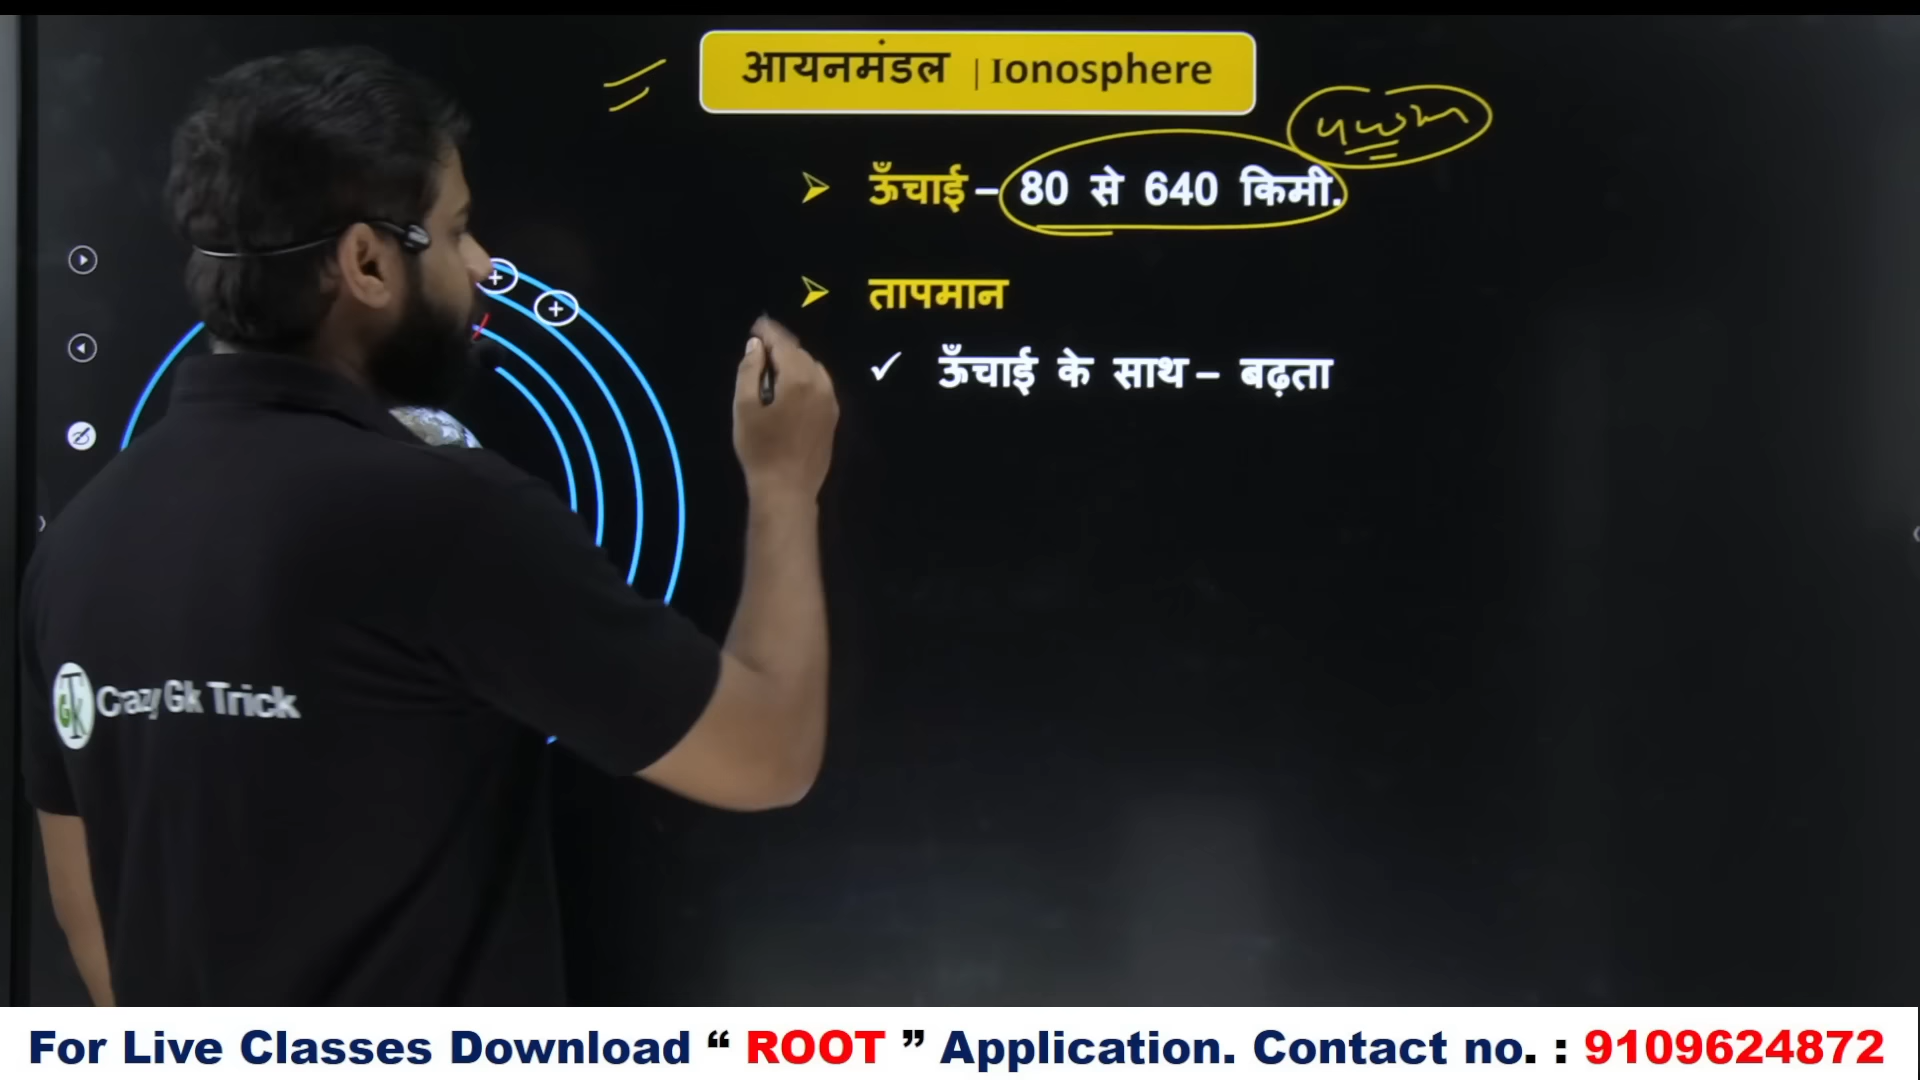 आयनमंडल | Ionosphere
➤ ऊँचाई – 80 से 640 किमी.
➤ तापमान
✓ ऊँचाई के साथ – बढ़ता
+
+
GTk Crazy Gk Trick
For Live Classes Download “ ROOT ” Application. Contact no. : 9109624872